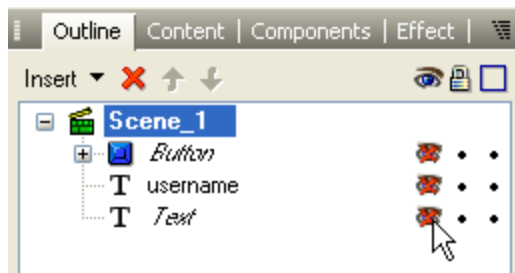 Outline | Content | Components | Effect |
Insert
Scene_1
Button
T username
T Text